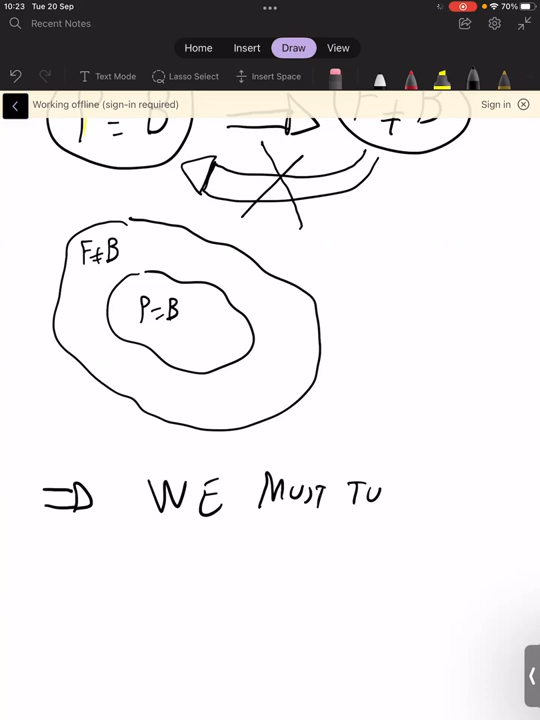 10:23 Tue 20 Sep
70%
Recent Notes
Home Insert Draw View
Text Mode Lasso Select Insert Space
Working offline (sign-in required) Sign in
P = B F ≠ B
F≠B
P=B
⇒ WE MUST TU